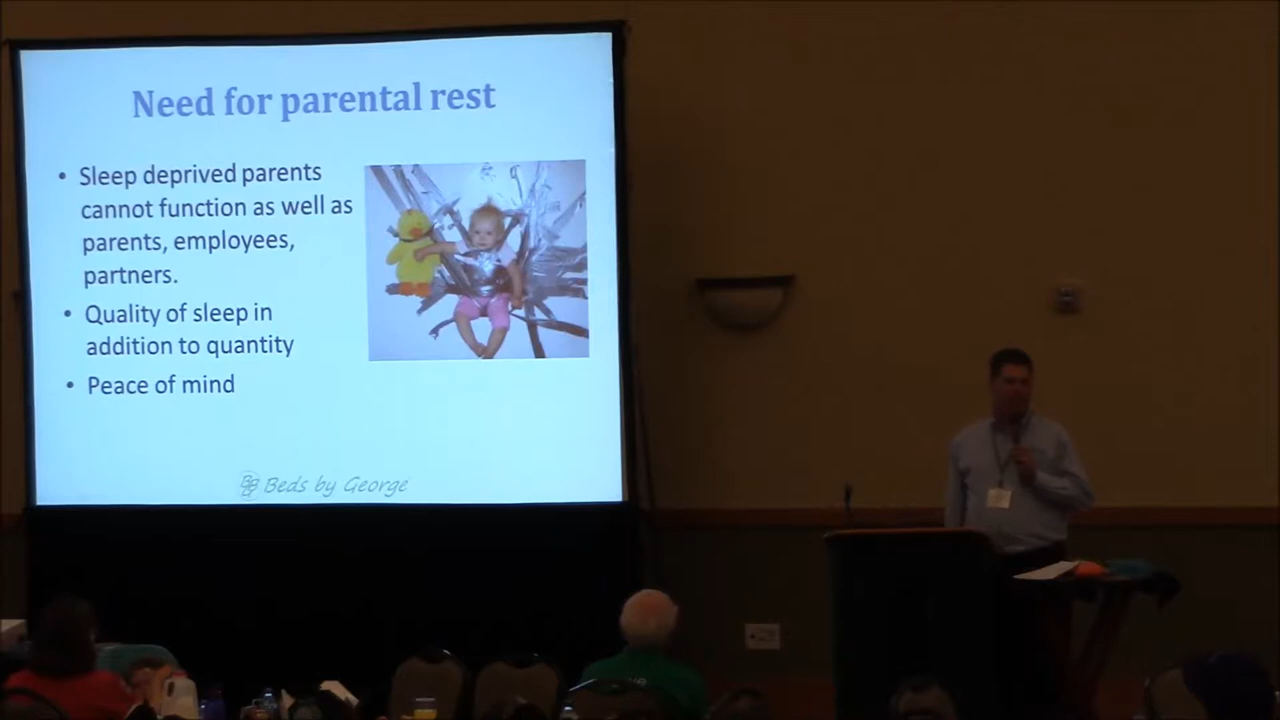 Need for parental rest
• Sleep deprived parents
cannot function as well as
parents, employees,
partners.
• Quality of sleep in
addition to quantity
• Peace of mind
Beds by George